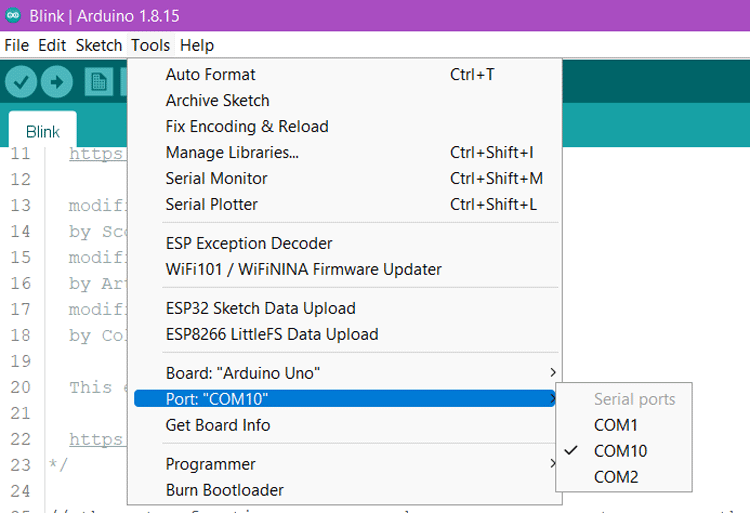 Blink | Arduino 1.8.15
File Edit Sketch Tools Help
Auto Format Ctrl+T
Archive Sketch
Fix Encoding & Reload
Manage Libraries... Ctrl+Shift+I
Serial Monitor Ctrl+Shift+M
Serial Plotter Ctrl+Shift+L
ESP Exception Decoder
WiFi101 / WiFiNINA Firmware Updater
ESP32 Sketch Data Upload
ESP8266 LittleFS Data Upload
Board: "Arduino Uno"
Port: "COM10"
Get Board Info
Programmer
Burn Bootloader
Serial ports
COM1
COM10
COM2
Blink
11 https
12
13 modifi
14 by Sco
15 modifi
16 by Ar
17 modifi
18 by Co
19
20 This e
21
22 https
23 */
24